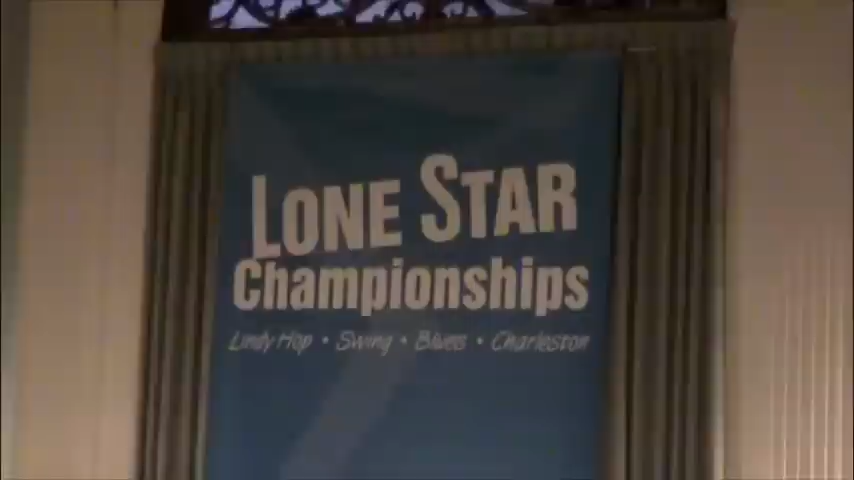 LONE STAR
Championships
Lindy Hop • Swing • Blues • Charleston